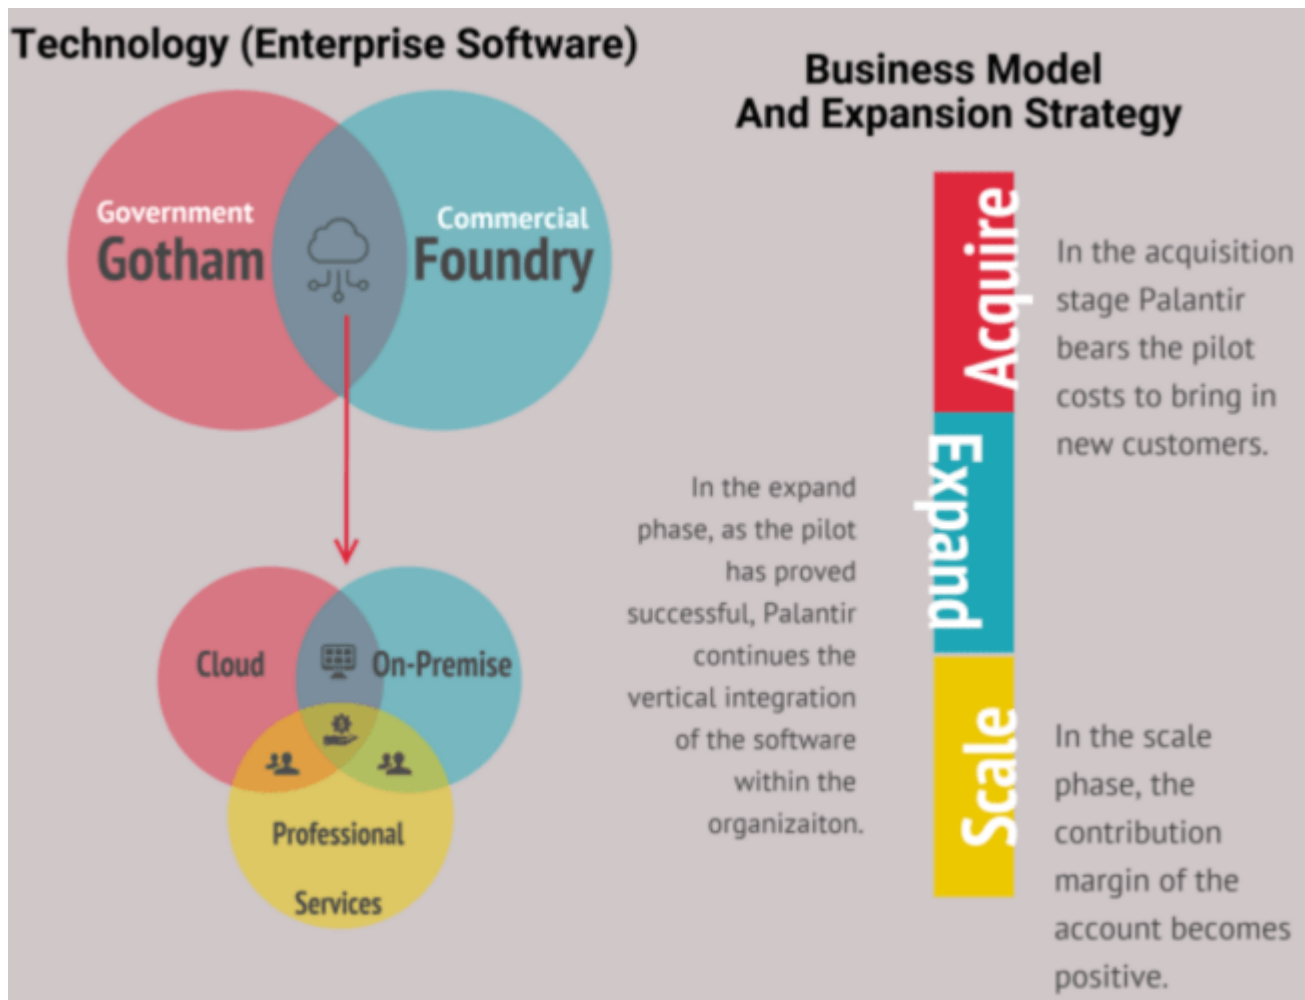 Technology (Enterprise Software)
Government
Gotham
Commercial
Foundry
Cloud
On-Premise
Professional
Services
Business Model
And Expansion Strategy
Acquire
In the acquisition
stage Palantir
bears the pilot
costs to bring in
new customers.
Expand
In the expand
phase, as the pilot
has proved
successful, Palantir
continues the
vertical integration
of the software
within the
organizaiton.
Scale
In the scale
phase, the
contribution
margin of the
account becomes
positive.